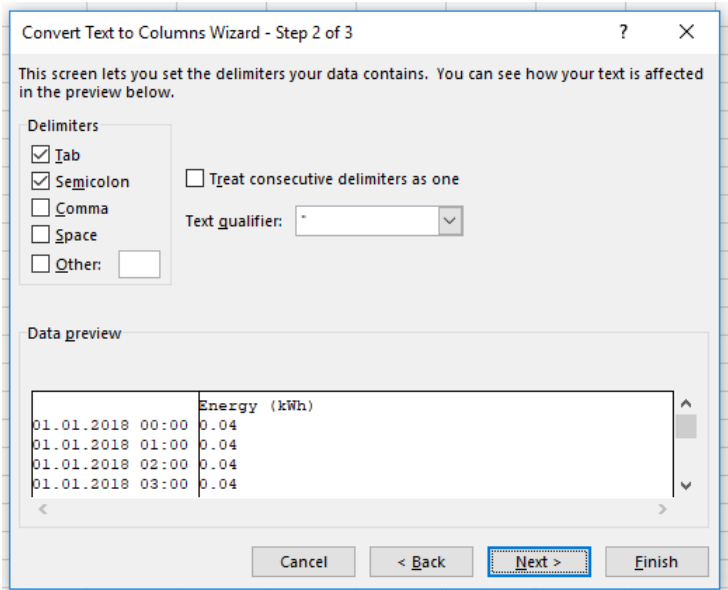 Convert Text to Columns Wizard - Step 2 of 3 ?
This screen lets you set the delimiters your data contains. You can see how your text is affected
in the preview below.
Delimiters
Tab
Semicolon
Comma
Space
Other:
Treat consecutive delimiters as one
Text qualifier: "
Data preview
Energy (kWh)
01.01.2018 00:00 0.04
01.01.2018 01:00 0.04
01.01.2018 02:00 0.04
01.01.2018 03:00 0.04
Cancel < Back Next > Finish